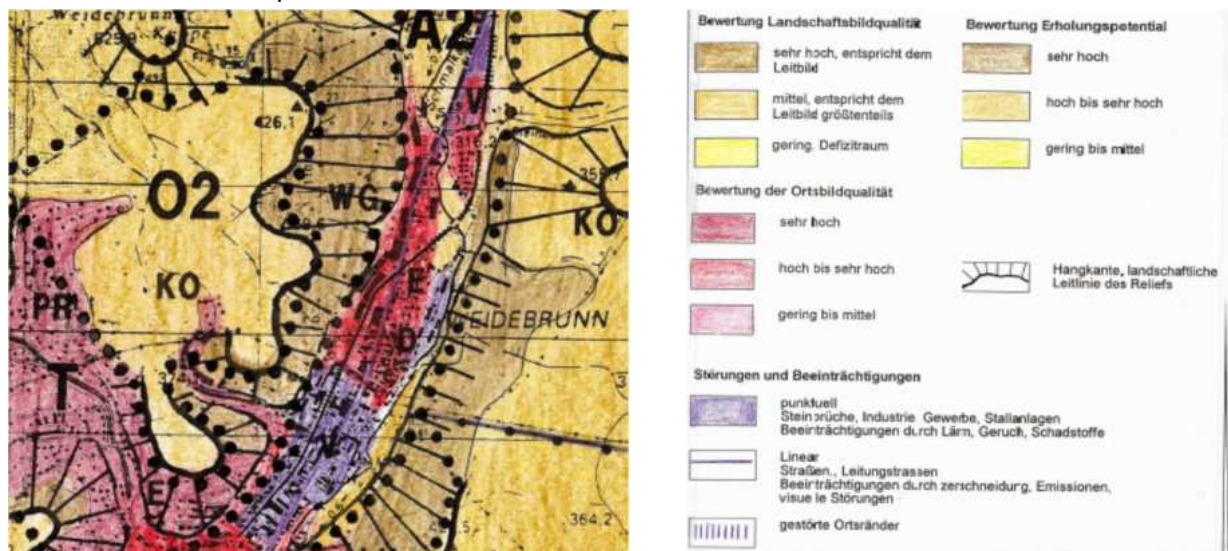 Weidebrunn
Kuppe
A2
V
426,1
O2
WG
KO
KO
PR
F
D
WEIDEBRUNN
T
V
E
364,2
Bewertung Landschaftsbildqualität
sehr hoch, entspricht dem
Leitbild
mittel, entspricht dem
Leitbild größtenteils
gering, Defizitraum
Bewertung der Ortsbildqualität
sehr hoch
hoch bis sehr hoch
gering bis mittel
Störungen und Beeinträchtigungen
punktuell
Steinbrüche, Industrie, Gewerbe, Stallanlagen
Beeinträchtigungen durch Lärm, Geruch, Schadstoffe
Linear
Straßen., Leitungstrassen
Beeinträchtigungen durch zerschneidung, Emissionen,
visuelle Störungen
gestörte Ortsränder
Bewertung Erholungspotential
sehr hoch
hoch bis sehr hoch
gering bis mittel
Hangkante, landschaftliche
Leitlinie des Reliefs